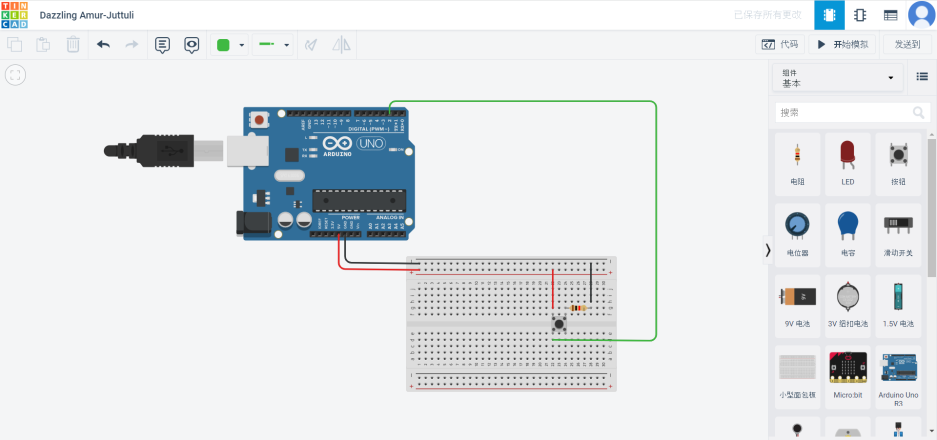 TIN
KER
CAD
Dazzling Amur-Juttuli
已保存所有更改
代码
开始模拟
发送到
组件
基本
搜索
电阻
LED
按钮
电位器
电容
滑动开关
9V 电池
3V 纽扣电池
1.5V 电池
小型面包板
Micro:bit
Arduino Uno
R3
DIGITAL (PWM~)
UNO
ARDUINO
POWER
ANALOG IN